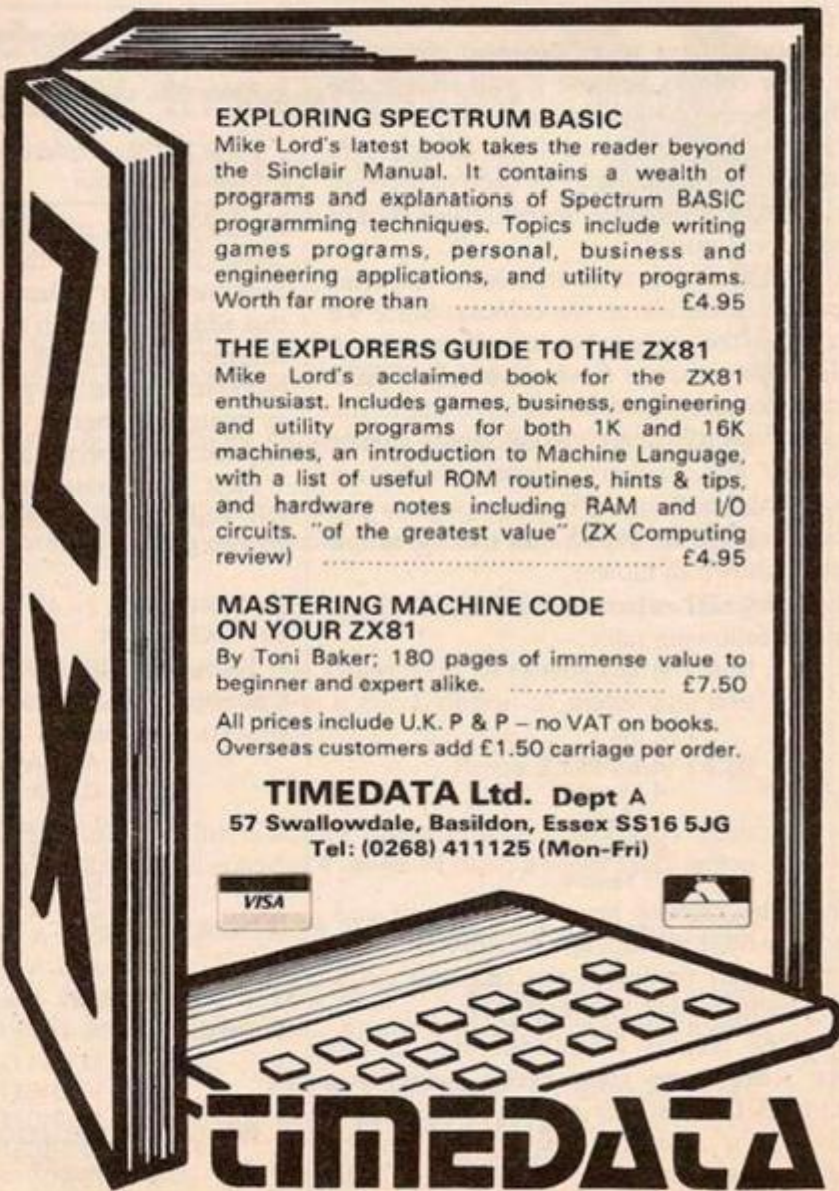 ZX
EXPLORING SPECTRUM BASIC
Mike Lord's latest book takes the reader beyond
the Sinclair Manual. It contains a wealth of
programs and explanations of Spectrum BASIC
programming techniques. Topics include writing
games programs, personal, business and
engineering applications, and utility programs.
Worth far more than ........................ £4.95
THE EXPLORERS GUIDE TO THE ZX81
Mike Lord's acclaimed book for the ZX81
enthusiast. Includes games, business, engineering
and utility programs for both 1K and 16K
machines, an introduction to Machine Language,
with a list of useful ROM routines, hints & tips,
and hardware notes including RAM and I/O
circuits. "of the greatest value" (ZX Computing
review) ..................................... £4.95
MASTERING MACHINE CODE
ON YOUR ZX81
By Toni Baker; 180 pages of immense value to
beginner and expert alike. ................. £7.50
All prices include U.K. P & P – no VAT on books.
Overseas customers add £1.50 carriage per order.
TIMEDATA Ltd. Dept A
57 Swallowdale, Basildon, Essex SS16 5JG
Tel: (0268) 411125 (Mon-Fri)
VISA
TIMEDATA